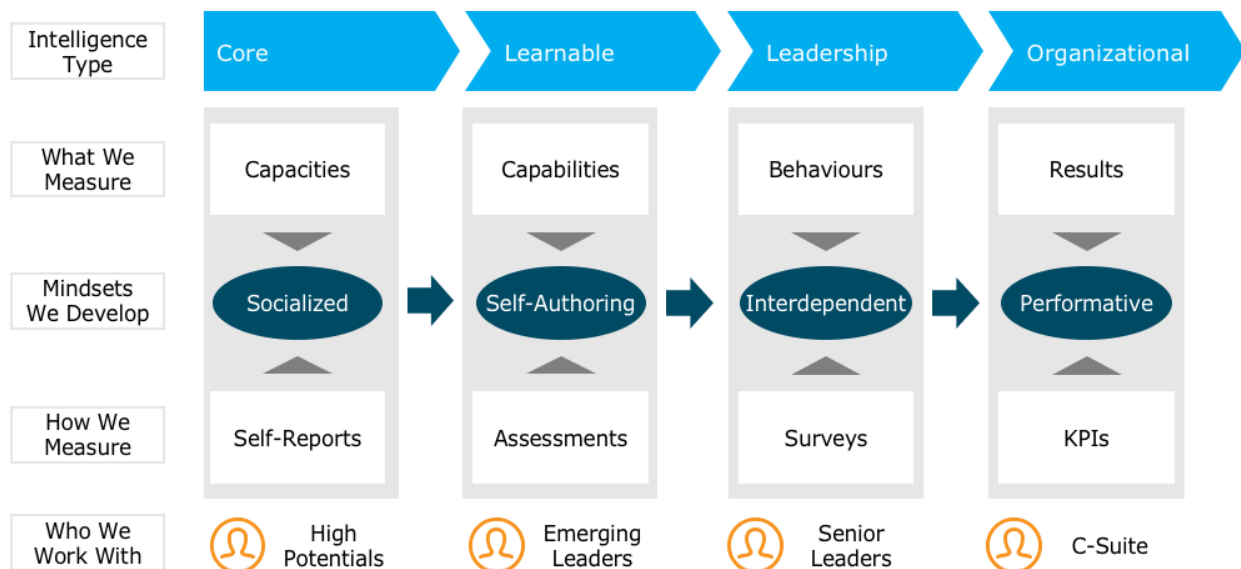 Intelligence
Type
Core
Learnable
Leadership
Organizational
What We
Measure
Capacities
Capabilities
Behaviours
Results
Mindsets
We Develop
Socialized
Self-Authoring
Interdependent
Performative
How We
Measure
Self-Reports
Assessments
Surveys
KPIs
Who We
Work With
High
Potentials
Emerging
Leaders
Senior
Leaders
C-Suite